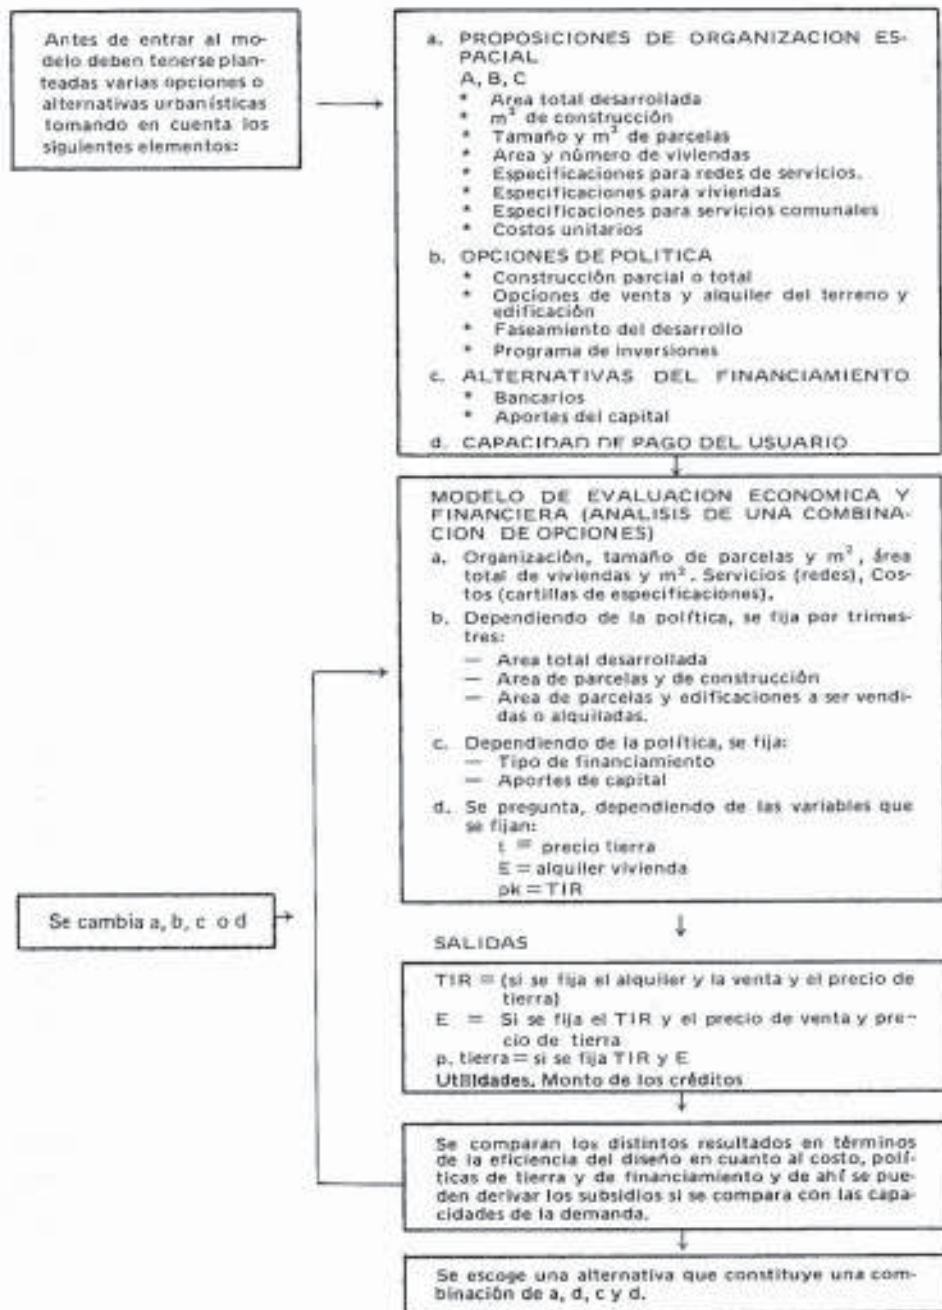 Antes de entrar al mo-
delo deben tenerse plan-
teadas varias opciones o
alternativas urbanísticas
tomando en cuenta los
siguientes elementos:
a. PROPOSICIONES DE ORGANIZACION ES-
PACIAL
A, B, C
* Area total desarrollada
* m² de construcción
* Tamaño y m² de parcelas
* Area y número de viviendas
* Especificaciones para redes de servicios.
* Especificaciones para viviendas
* Especificaciones para servicios comunales
* Costos unitarios
b. OPCIONES DE POLITICA
* Construcción parcial o total
* Opciones de venta y alquiler del terreno y
edificación
* Faseamiento del desarrollo
* Programa de inversiones
c. ALTERNATIVAS DEL FINANCIAMIENTO
* Bancarios
* Aportes del capital
d. CAPACIDAD DE PAGO DEL USUARIO
MODELO DE EVALUACION ECONOMICA Y
FINANCIERA (ANALISIS DE UNA COMBINA-
CION DE OPCIONES)
a. Organización, tamaño de parcelas y m², área
total de viviendas y m². Servicios (redes), Cos-
tos (cartillas de especificaciones).
b. Dependiendo de la política, se fija por trimes-
tres:
— Area total desarrollada
— Area de parcelas y de construcción
— Area de parcelas y edificaciones a ser vendi-
das o alquiladas.
c. Dependiendo de la política, se fija:
— Tipo de financiamiento
— Aportes de capital
d. Se pregunta, dependiendo de las variables que
se fijan:
t = precio tierra
E = alquiler vivienda
pk = TIR
Se cambia a, b, c o d
SALIDAS
TIR = (si se fija el alquiler y la venta y el precio de
tierra)
E = Si se fija el TIR y el precio de venta y pre-
cio de tierra
p. tierra = si se fija TIR y E
Utilidades. Monto de los créditos
Se comparan los distintos resultados en términos
de la eficiencia del diseño en cuanto al costo, polí-
ticas de tierra y de financiamiento y de ahí se pue-
den derivar los subsidios si se compara con las capa-
cidades de la demanda.
Se escoge una alternativa que constituye una com-
binación de a, d, c y d.